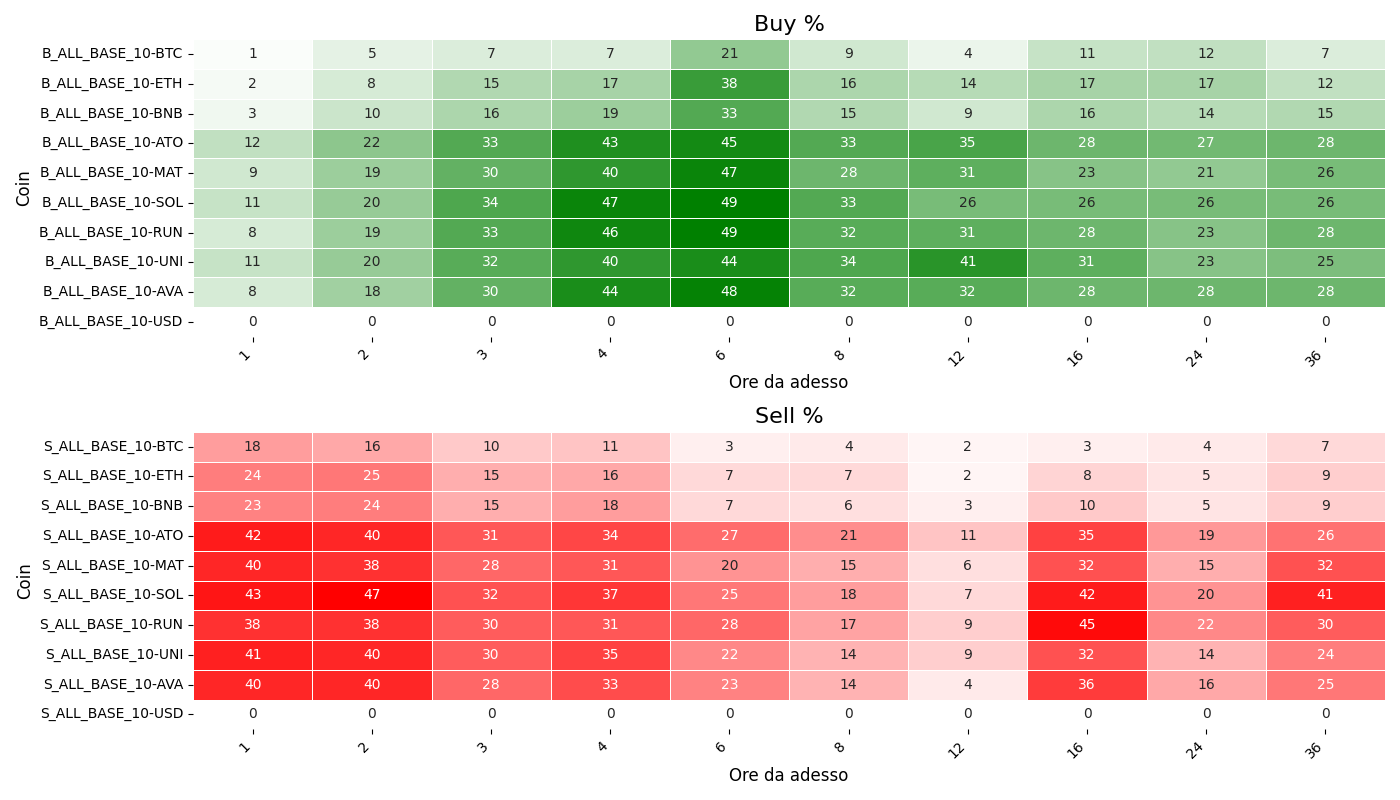 Buy %
Coin
B_ALL_BASE_10-BTC 1 5 7 7 21 9 4 11 12 7
B_ALL_BASE_10-ETH 2 8 15 17 38 16 14 17 17 12
B_ALL_BASE_10-BNB 3 10 16 19 33 15 9 16 14 15
B_ALL_BASE_10-ATO 12 22 33 43 45 33 35 28 27 28
B_ALL_BASE_10-MAT 9 19 30 40 47 28 31 23 21 26
B_ALL_BASE_10-SOL 11 20 34 47 49 33 26 26 26 26
B_ALL_BASE_10-RUN 8 19 33 46 49 32 31 28 23 28
B_ALL_BASE_10-UNI 11 20 32 40 44 34 41 31 23 25
B_ALL_BASE_10-AVA 8 18 30 44 48 32 32 28 28 28
B_ALL_BASE_10-USD 0 0 0 0 0 0 0 0 0 0
1 2 3 4 6 8 12 16 24 36
Ore da adesso
Sell %
Coin
S_ALL_BASE_10-BTC 18 16 10 11 3 4 2 3 4 7
S_ALL_BASE_10-ETH 24 25 15 16 7 7 2 8 5 9
S_ALL_BASE_10-BNB 23 24 15 18 7 6 3 10 5 9
S_ALL_BASE_10-ATO 42 40 31 34 27 21 11 35 19 26
S_ALL_BASE_10-MAT 40 38 28 31 20 15 6 32 15 32
S_ALL_BASE_10-SOL 43 47 32 37 25 18 7 42 20 41
S_ALL_BASE_10-RUN 38 38 30 31 28 17 9 45 22 30
S_ALL_BASE_10-UNI 41 40 30 35 22 14 9 32 14 24
S_ALL_BASE_10-AVA 40 40 28 33 23 14 4 36 16 25
S_ALL_BASE_10-USD 0 0 0 0 0 0 0 0 0 0
1 2 3 4 6 8 12 16 24 36
Ore da adesso